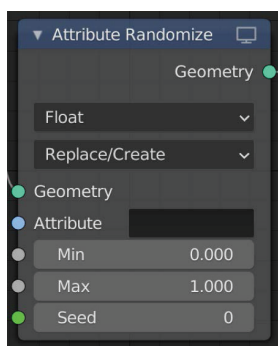 Attribute Randomize
Geometry
Float
Replace/Create
Geometry
Attribute
Min 0.000
Max 1.000
Seed 0